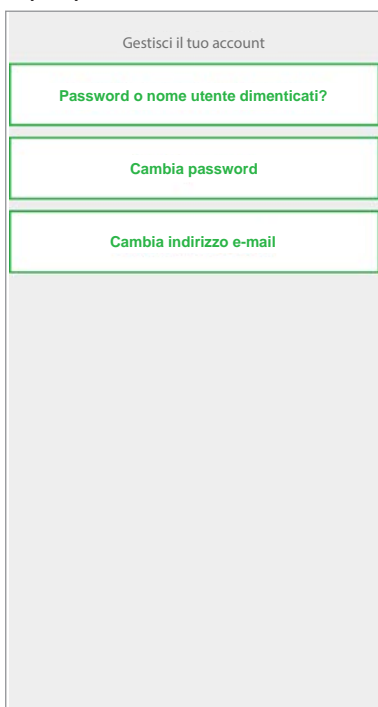 Gestisci il tuo account
Password o nome utente dimenticati?
Cambia password
Cambia indirizzo e-mail